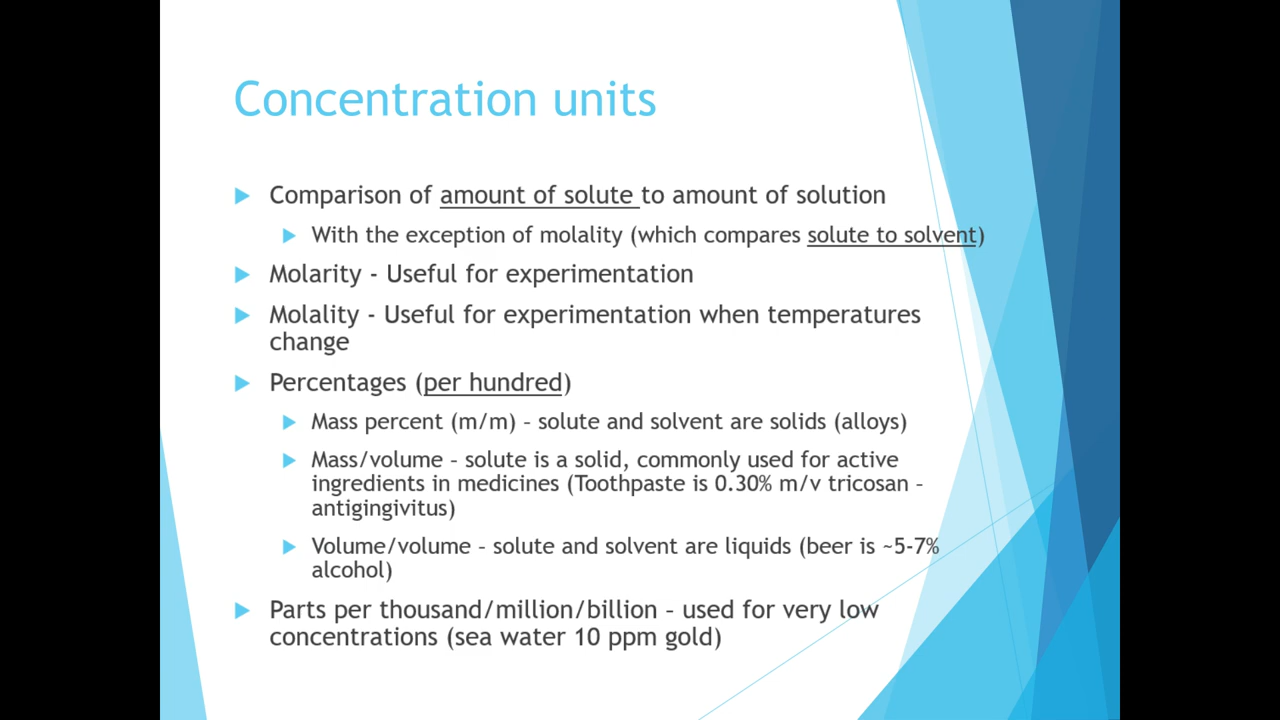 Concentration units
Comparison of amount of solute to amount of solution
With the exception of molality (which compares solute to solvent)
Molarity - Useful for experimentation
Molality - Useful for experimentation when temperatures
change
Percentages (per hundred)
Mass percent (m/m) – solute and solvent are solids (alloys)
Mass/volume – solute is a solid, commonly used for active
ingredients in medicines (Toothpaste is 0.30% m/v tricosan –
antigingivitus)
Volume/volume – solute and solvent are liquids (beer is ~5-7%
alcohol)
Parts per thousand/million/billion – used for very low
concentrations (sea water 10 ppm gold)